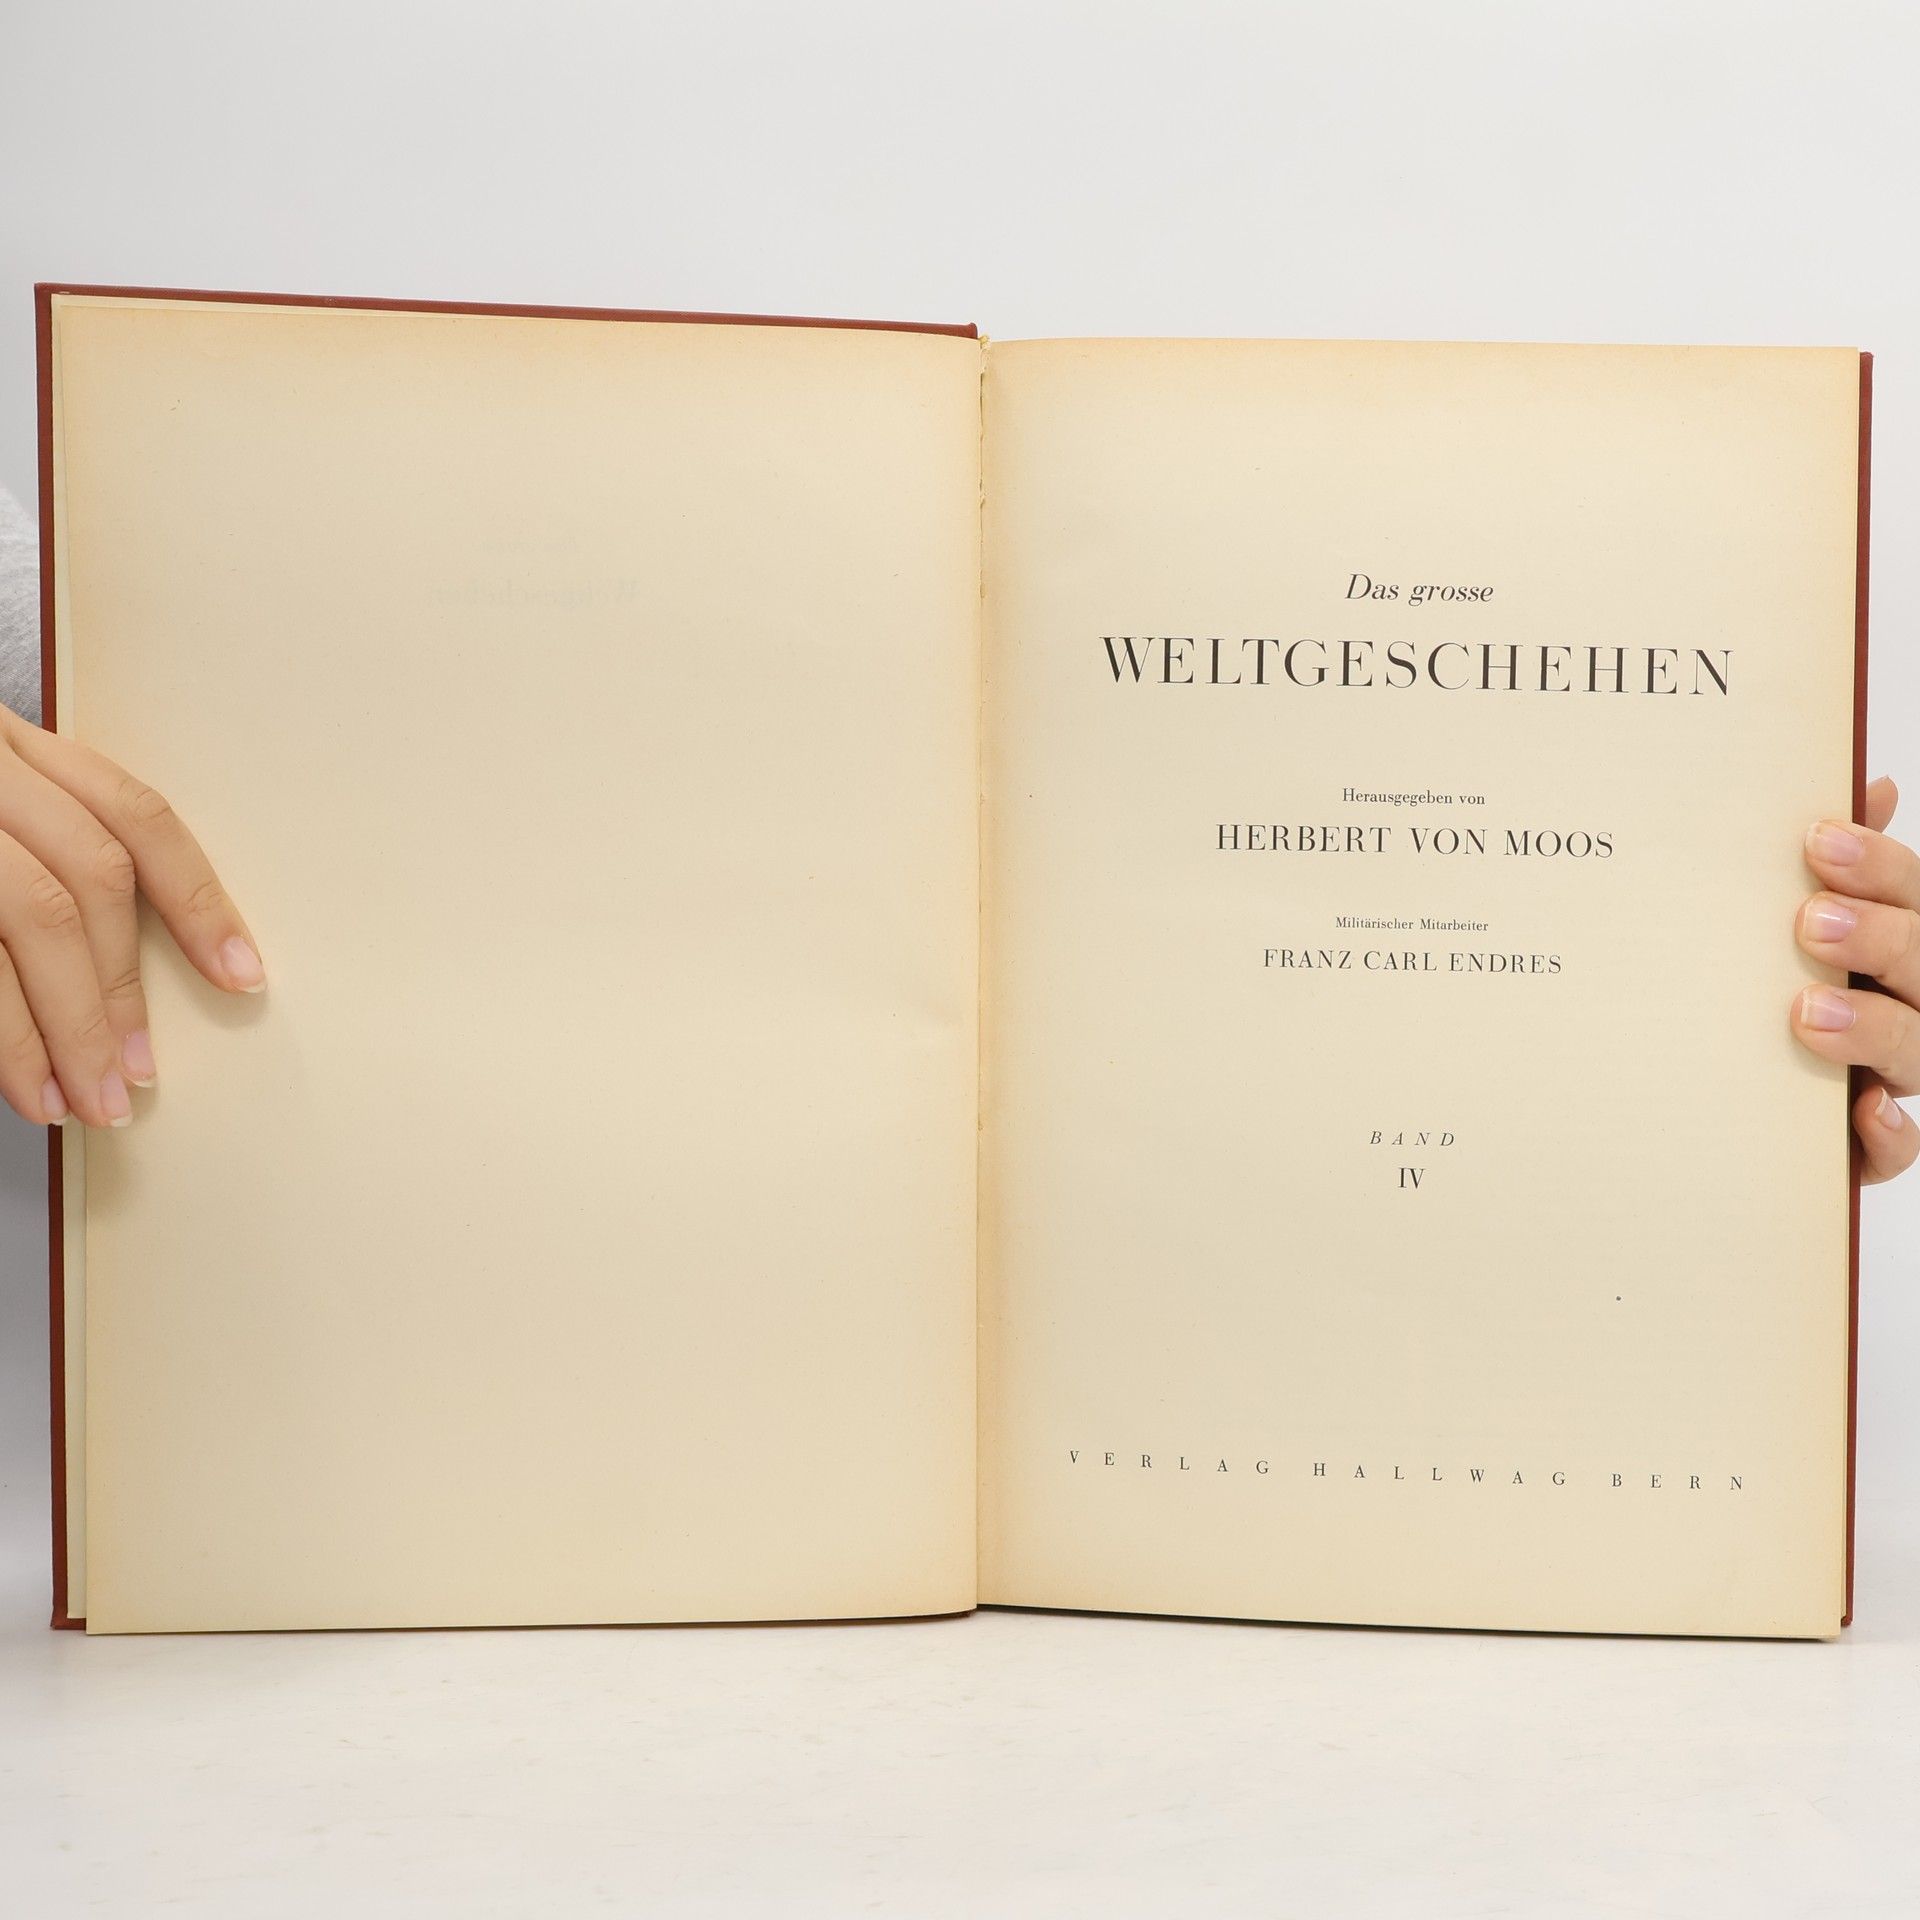 Das grosse
WELTGESCHEHEN
Herausgegeben von
HERBERT VON MOOS
Militärischer Mitarbeiter
FRANZ CARL ENDRES
BAND
IV
VERLAG HALLWAG BERN